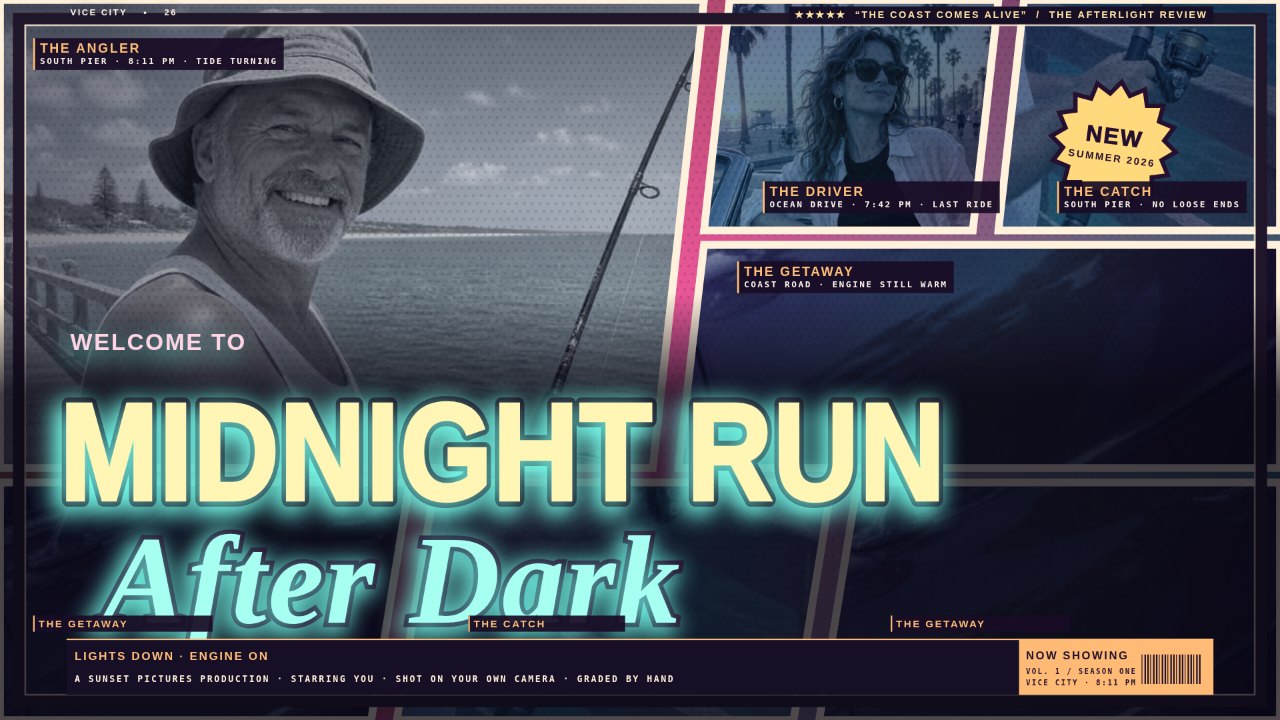 VICE CITY • 26
★★★★★ “THE COAST COMES ALIVE” / THE AFTERLIGHT REVIEW
THE ANGLER
SOUTH PIER · 8:11 PM · TIDE TURNING
NEW
SUMMER 2026
THE DRIVER
OCEAN DRIVE · 7:42 PM · LAST RIDE
THE CATCH
SOUTH PIER · NO LOOSE ENDS
THE GETAWAY
COAST ROAD · ENGINE STILL WARM
WELCOME TO
MIDNIGHT RUN
After Dark
THE GETAWAY
THE CATCH
THE GETAWAY
LIGHTS DOWN · ENGINE ON
A SUNSET PICTURES PRODUCTION · STARRING YOU · SHOT ON YOUR OWN CAMERA · GRADED BY HAND
NOW SHOWING
VOL. 1 / SEASON ONE
VICE CITY · 8:11 PM